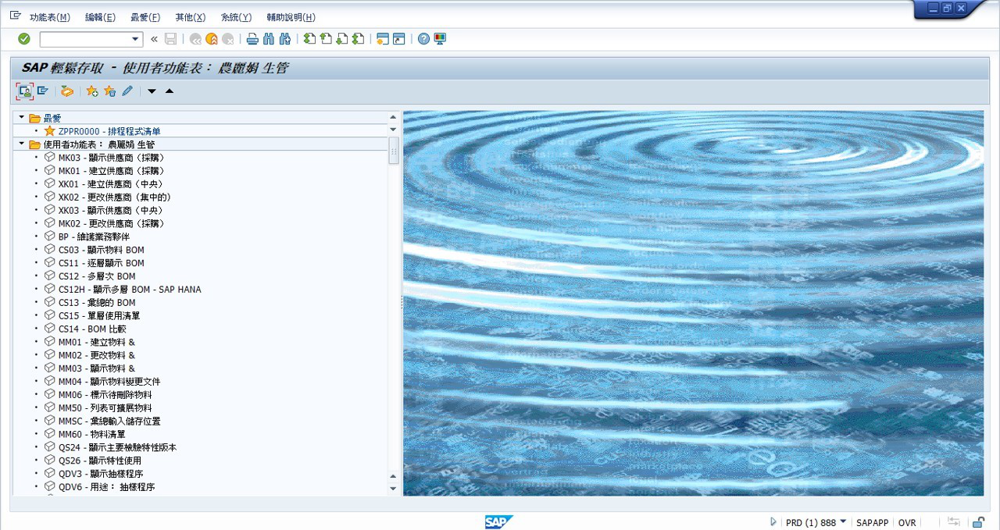 功能表(M) 編輯(E) 最愛(F) 其他(X) 系統(Y) 輔助說明(H)
SAP 輕鬆存取 - 使用者功能表： 農麗娟 生管
最愛
ZPPR0000 - 排程程式清单
使用者功能表： 農麗娟 生管
MK03 - 顯示供應商（採購）
MK01 - 建立供應商（採購）
XK01 - 建立供應商（中央）
XK02 - 更改供應商（集中的）
XK03 - 顯示供應商（中央）
MK02 - 更改供應商（採購）
BP - 維護業務夥伴
CS03 - 顯示物料 BOM
CS11 - 逐層顯示 BOM
CS12 - 多層次 BOM
CS12H - 顯示多層 BOM - SAP HANA
CS13 - 彙總的 BOM
CS15 - 單層使用清單
CS14 - BOM 比較
MM01 - 建立物料 &
MM02 - 更改物料 &
MM03 - 顯示物料 &
MM04 - 顯示物料變更文件
MM06 - 標示待刪除物料
MM50 - 列表可擴展物料
MMSC - 彙總輸入儲存位置
MM60 - 物料清單
QS24 - 顯示主要檢驗特性版本
QS26 - 顯示特性使用
QDV3 - 顯示抽樣程序
QDV6 - 用途： 抽樣程序
SAP
PRD (1) 888 SAPAPP OVR